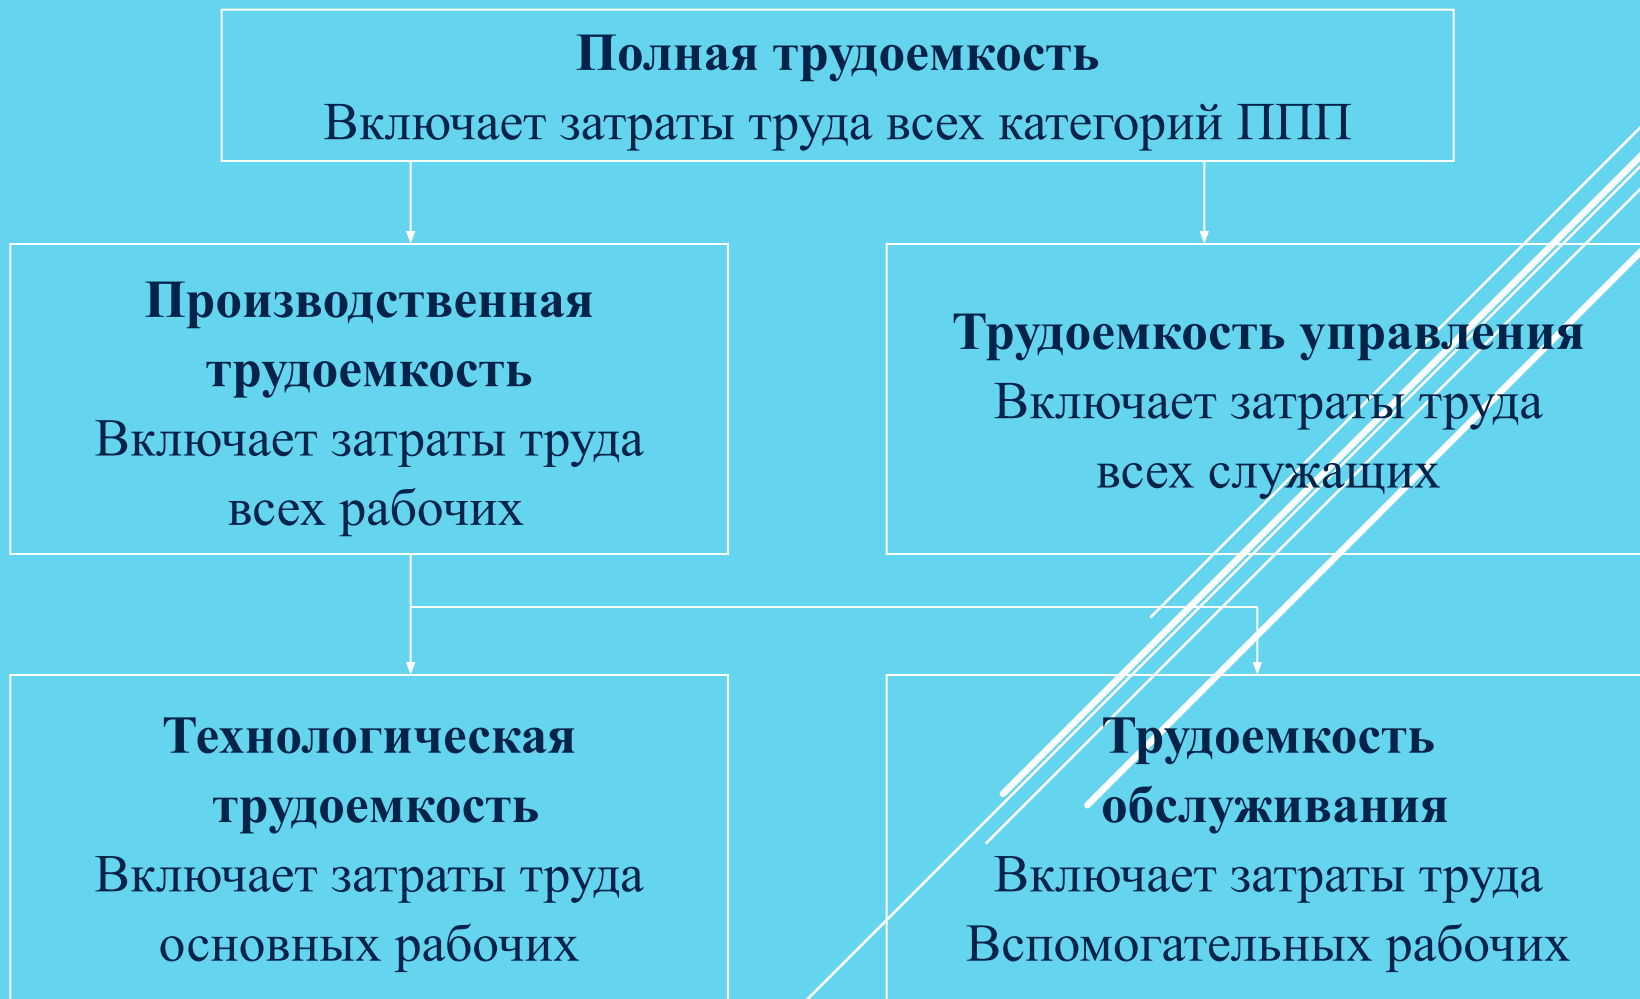 Полная трудоемкость
Включает затраты труда всех категорий ППП
Производственная
трудоемкость
Включает затраты труда
всех рабочих
Трудоемкость управления
Включает затраты труда
всех служащих
Технологическая
трудоемкость
Включает затраты труда
основных рабочих
Трудоемкость
обслуживания
Включает затраты труда
Вспомогательных рабочих